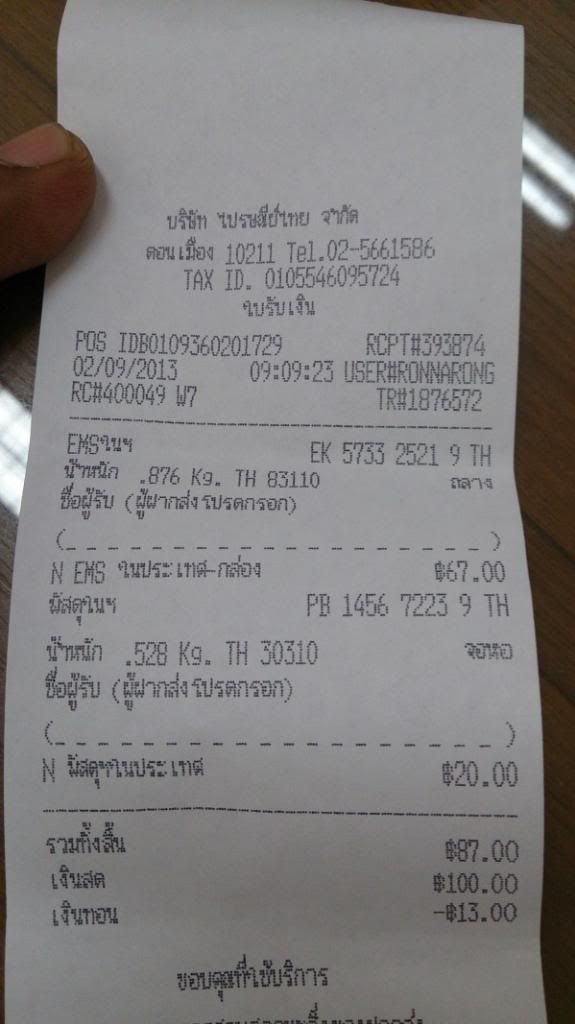 บริษัท ไปรษณีย์ไทย จำกัด
ดอนเมือง 10211 Tel.02-5661586
TAX ID. 0105546095724
ใบรับเงิน
POS IDB0109360201729 RCPT#393874
02/09/2013 09:09:23 USER#RONNARONG
RC#400049 W7 TR#1876572
EMSในฯ EK 5733 2521 9 TH
น้ำหนัก .876 Kg. TH 83110 ถลาง
ชื่อผู้รับ (ผู้ฝากส่งโปรดกรอก)
(_ _ _ _ _ _ _ _ _ _ _ _ _ _ _ _ _ _)
N EMS ในประเทศ-กล่อง ฿67.00
พัสดุในฯ PB 1456 7223 9 TH
น้ำหนัก .528 Kg. TH 30310 จอหอ
ชื่อผู้รับ (ผู้ฝากส่งโปรดกรอก)
(_ _ _ _ _ _ _ _ _ _ _ _ _ _ _ _ _ _)
N พัสดุฯในประเทศ ฿20.00
รวมทั้งสิ้น ฿87.00
เงินสด ฿100.00
เงินทอน -฿13.00
ขอบคุณที่ใช้บริการ